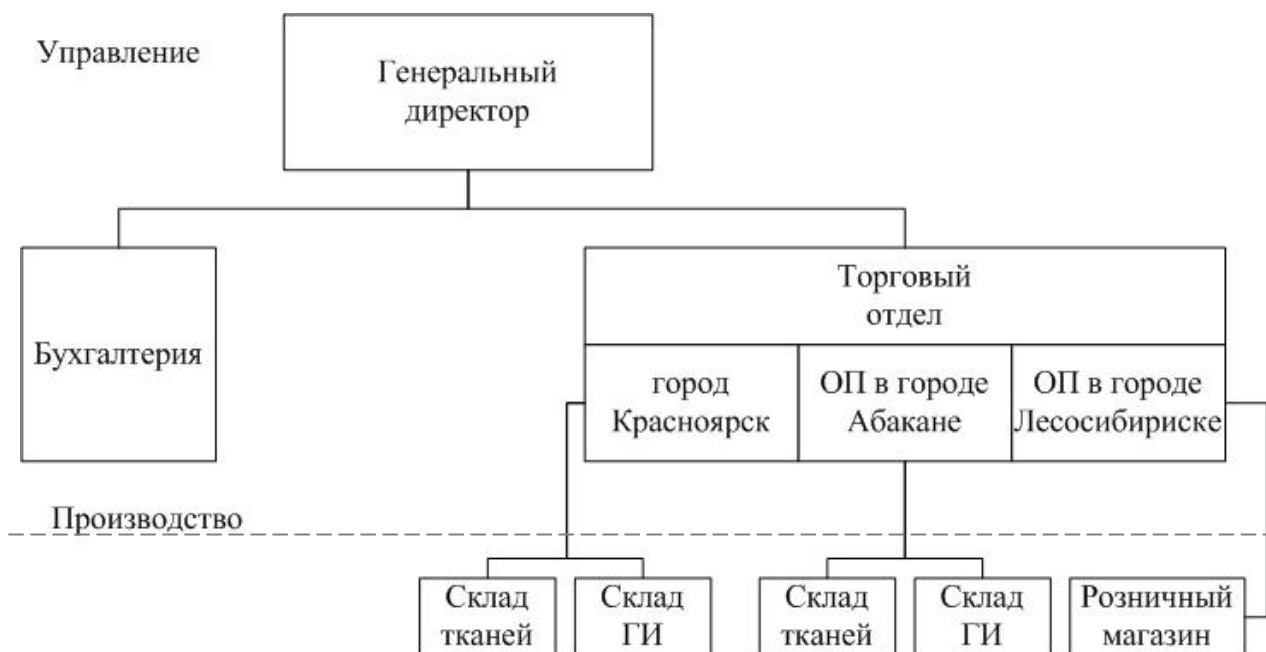 Управление
Генеральный
директор
Бухгалтерия
Торговый
отдел
город
Красноярск
ОП в городе
Абакане
ОП в городе
Лесосибириске
Производство
Склад
тканей
Склад
ГИ
Склад
тканей
Склад
ГИ
Розничный
магазин